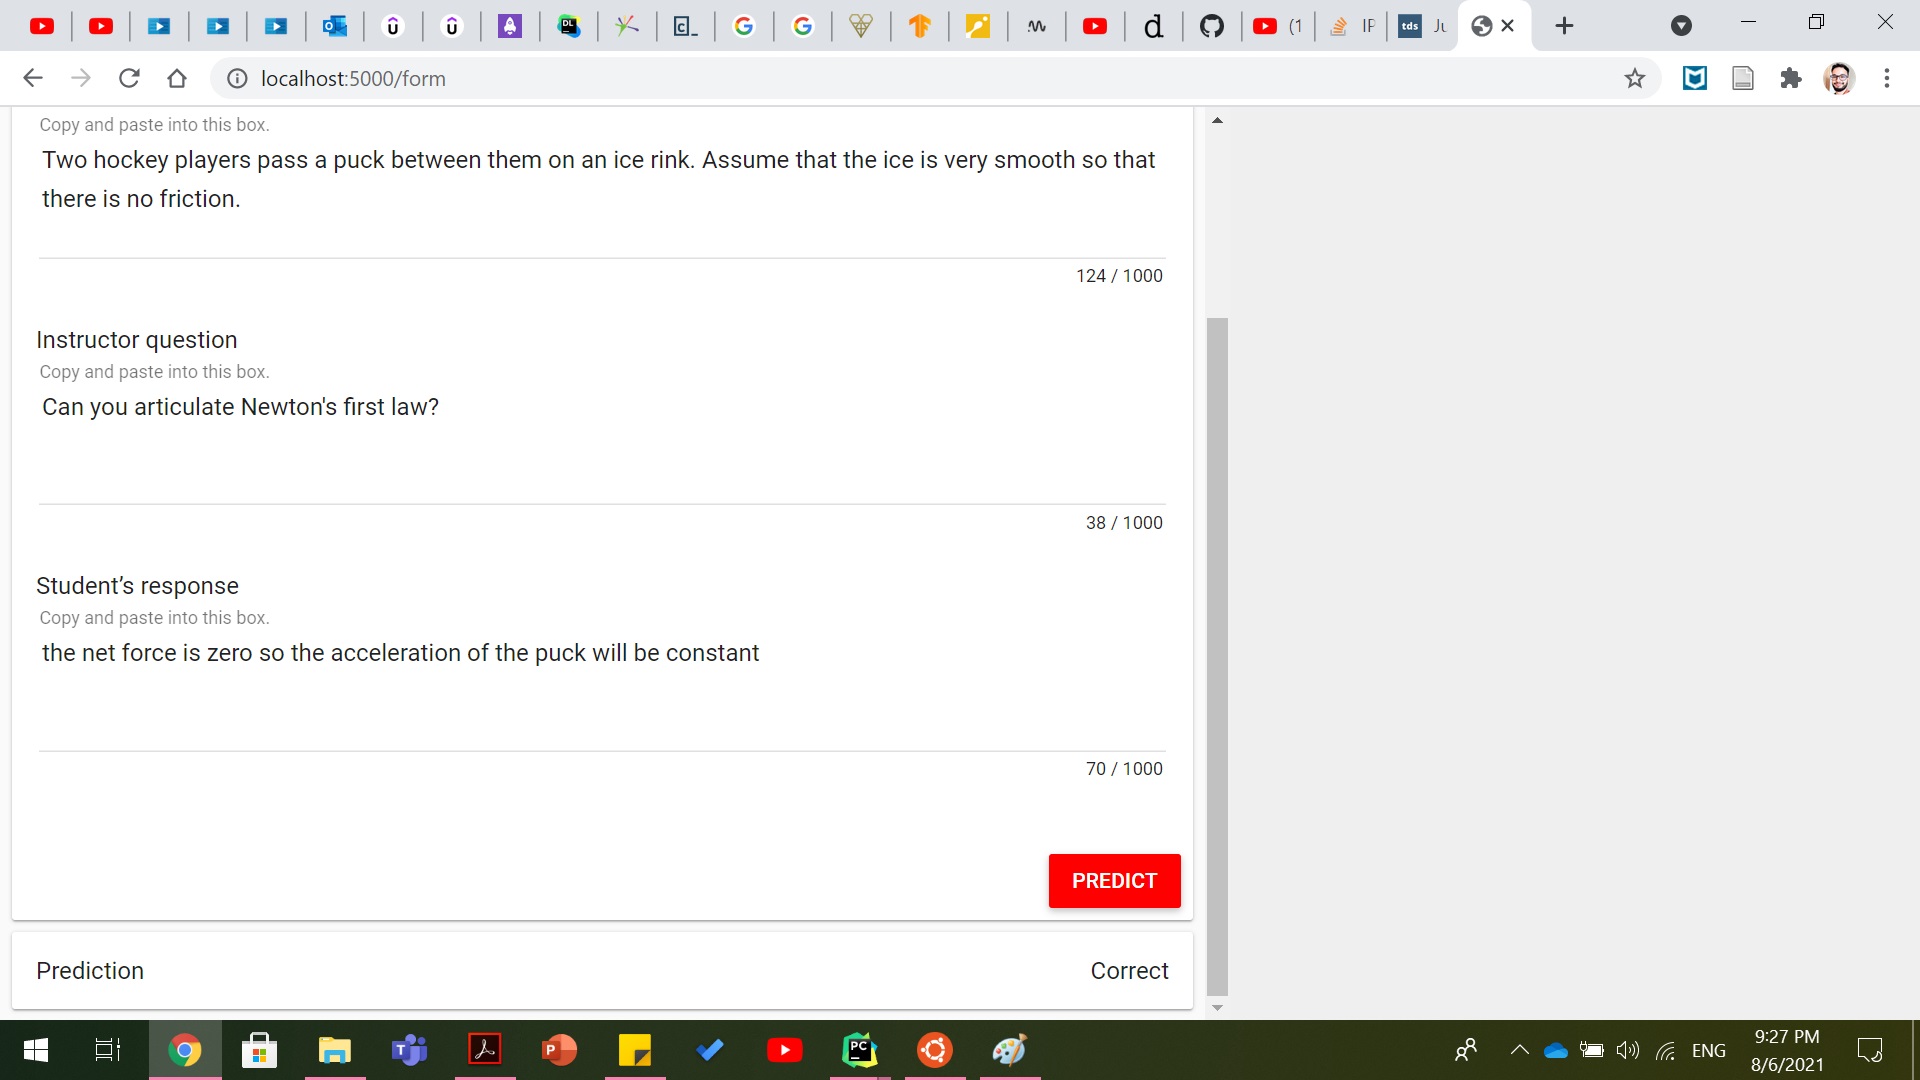 (1
IP
tds
Ju
localhost:5000/form
Copy and paste into this box.
Two hockey players pass a puck between them on an ice rink. Assume that the ice is very smooth so that
there is no friction.
124 / 1000
Instructor question
Copy and paste into this box.
Can you articulate Newton's first law?
38 / 1000
Student’s response
Copy and paste into this box.
the net force is zero so the acceleration of the puck will be constant
70 / 1000
PREDICT
Prediction
Correct
ENG
9:27 PM
8/6/2021